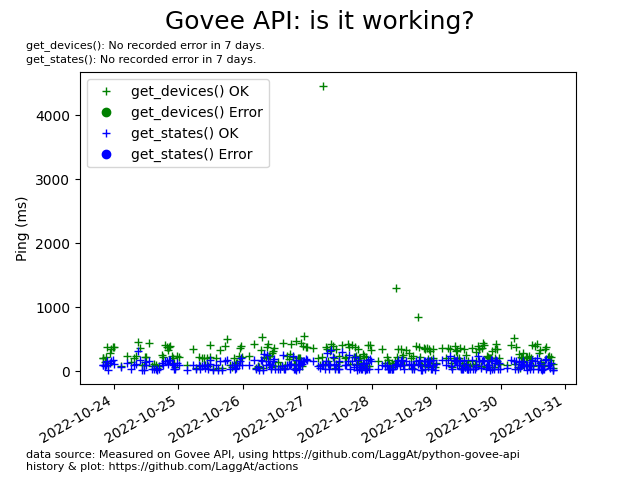 Govee API: is it working?
get_devices(): No recorded error in 7 days.
get_states(): No recorded error in 7 days.
get_devices() OK
get_devices() Error
get_states() OK
get_states() Error
Ping (ms)
4000
3000
2000
1000
0
2022-10-24
2022-10-25
2022-10-26
2022-10-27
2022-10-28
2022-10-29
2022-10-30
2022-10-31
data source: Measured on Govee API, using https://github.com/LaggAt/python-govee-api
history & plot: https://github.com/LaggAt/actions